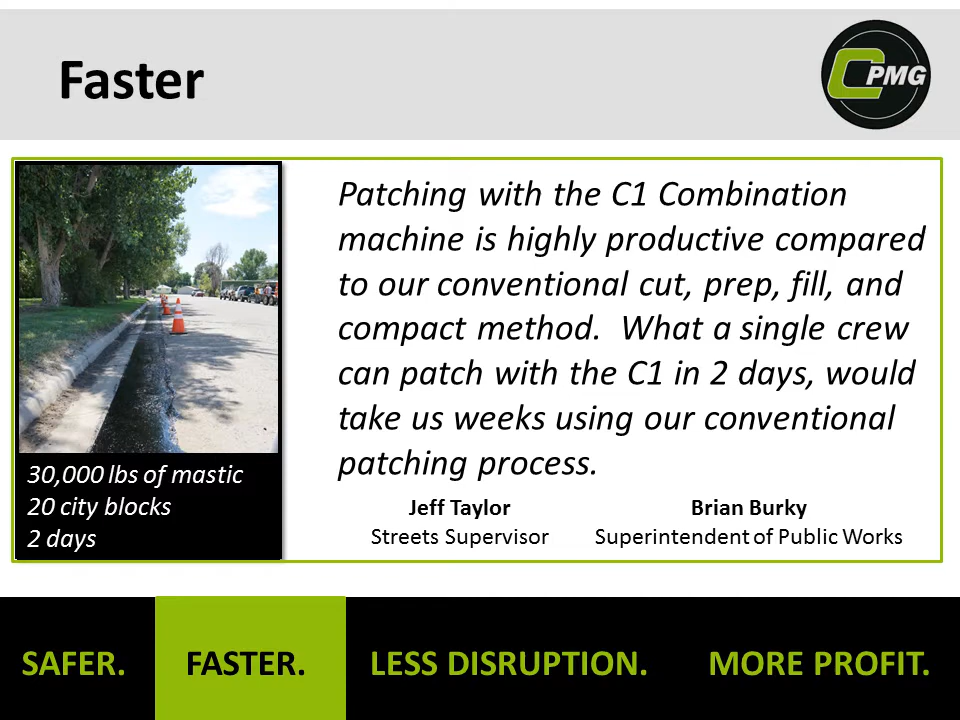 Faster
CPMG
Patching with the C1 Combination
machine is highly productive compared
to our conventional cut, prep, fill, and
compact method.  What a single crew
can patch with the C1 in 2 days, would
take us weeks using our conventional
patching process.
30,000 lbs of mastic
20 city blocks
2 days
Jeff Taylor
Streets Supervisor
Brian Burky
Superintendent of Public Works
SAFER. FASTER. LESS DISRUPTION. MORE PROFIT.